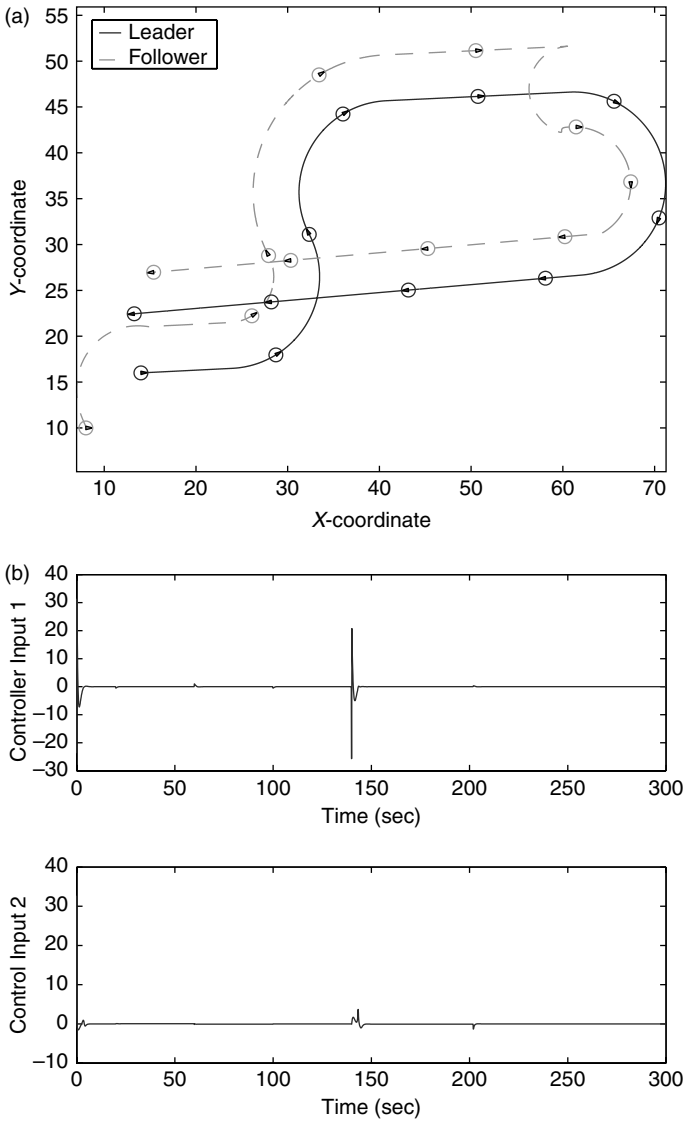 (a)
Leader
Follower
55
50
45
40
35
30
25
20
15
10
Y-coordinate
10 20 30 40 50 60 70
X-coordinate
(b)
40
30
20
10
0
–10
–20
–30
Controller Input 1
0 50 100 150 200 250 300
Time (sec)
40
30
20
10
0
–10
Control Input 2
0 50 100 150 200 250 300
Time (sec)